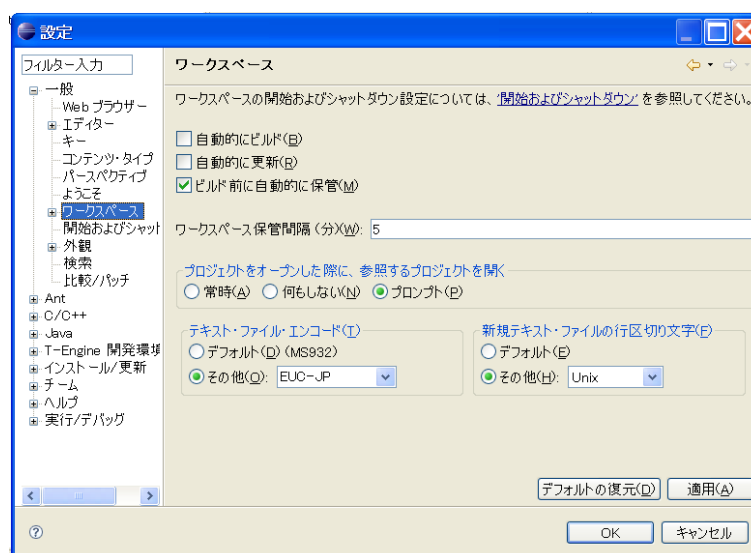 設定
フィルター入力
ワークスペース
一般
Web ブラウザー
エディター
キー
コンテンツ・タイプ
パースペクティブ
ようこそ
ワークスペース
開始およびシャット
外観
検索
比較/パッチ
Ant
C/C++
Java
T-Engine 開発環境
インストール/更新
チーム
ヘルプ
実行/デバッグ
ワークスペースの開始およびシャットダウン設定については、'開始およびシャットダウン' を参照してください。
自動的にビルド(B)
自動的に更新(R)
ビルド前に自動的に保管(M)
ワークスペース保管間隔 (分)(W): 5
プロジェクトをオープンした際に、参照するプロジェクトを開く
常時(A) 何もしない(N) プロンプト(P)
テキスト・ファイル・エンコード(T)
デフォルト(D) (MS932)
その他(O): EUC-JP
新規テキスト・ファイルの行区切り文字(F)
デフォルト(E)
その他(H): Unix
デフォルトの復元(D) 適用(A)
OK キャンセル